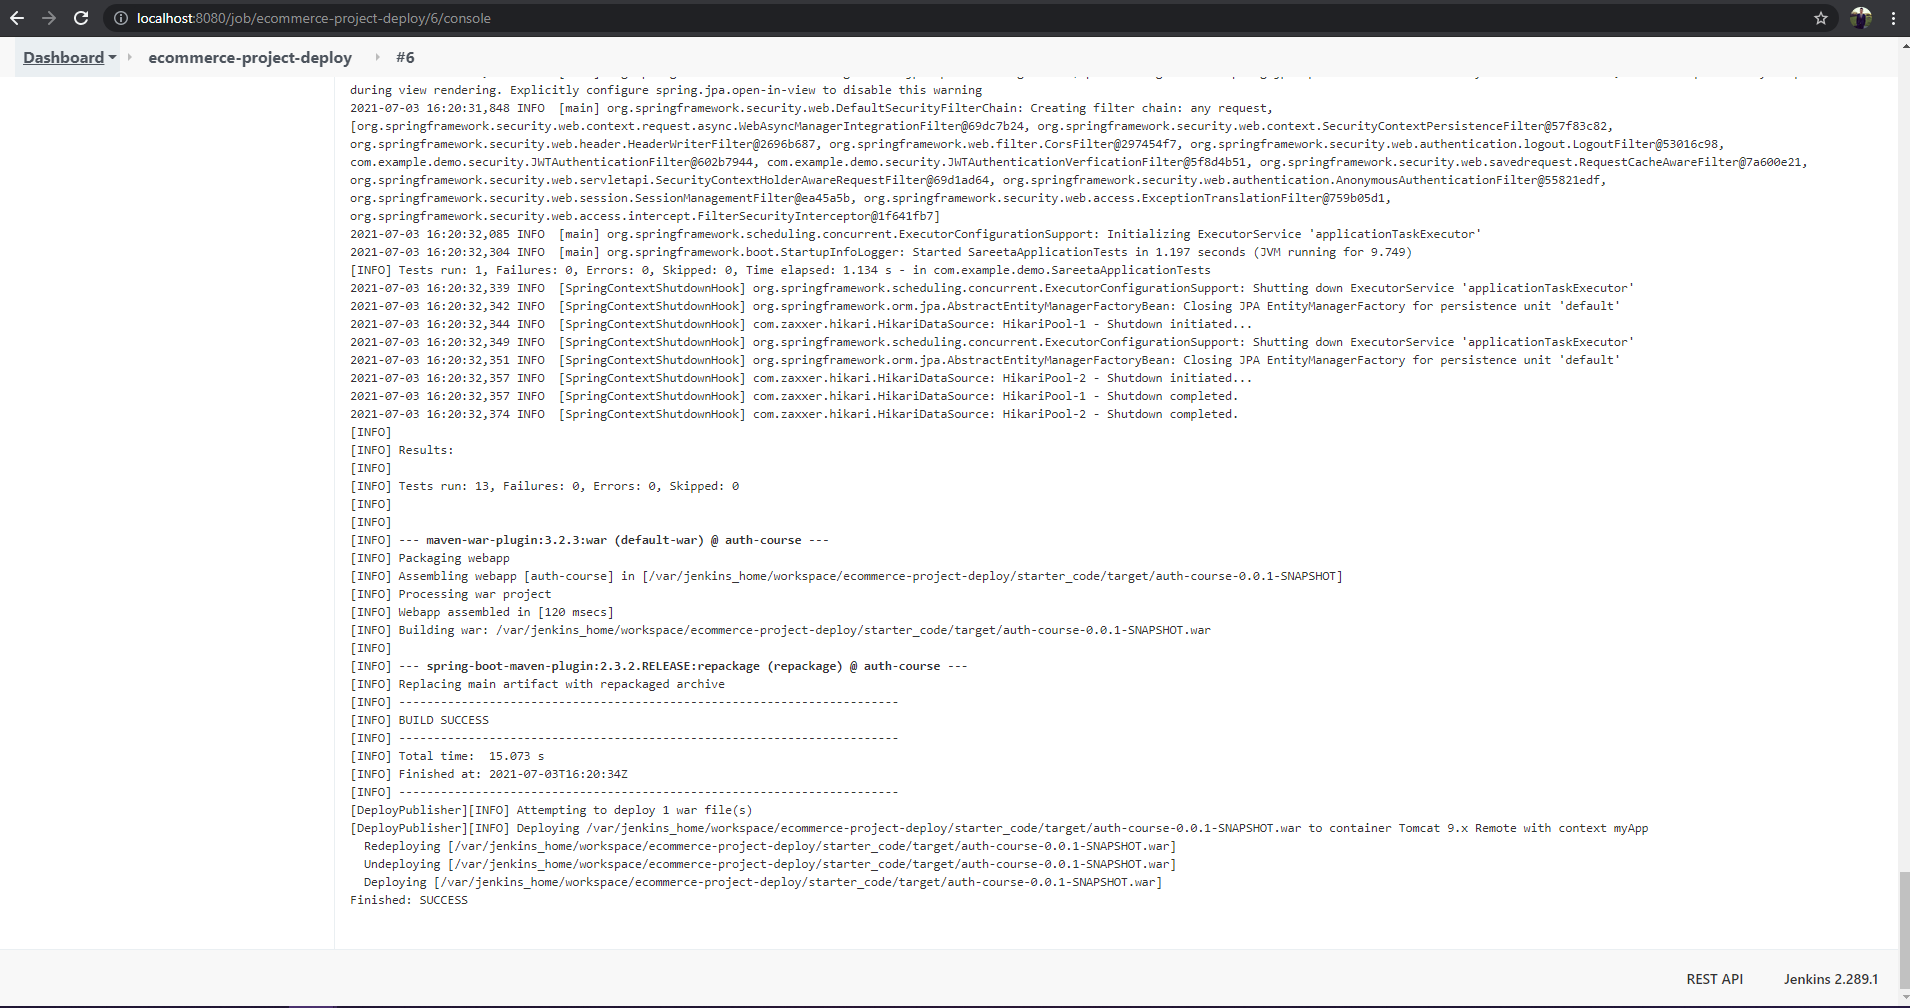 localhost:8080/job/ecommerce-project-deploy/6/console
Dashboard ecommerce-project-deploy #6
during view rendering. Explicitly configure spring.jpa.open-in-view to disable this warning
2021-07-03 16:20:31,848 INFO  [main] org.springframework.security.web.DefaultSecurityFilterChain: Creating filter chain: any request,
[org.springframework.security.web.context.request.async.WebAsyncManagerIntegrationFilter@69dc7b24, org.springframework.security.web.context.SecurityContextPersistenceFilter@57f83c82,
org.springframework.security.web.header.HeaderWriterFilter@2696b687, org.springframework.web.filter.CorsFilter@297454f7, org.springframework.security.web.authentication.logout.LogoutFilter@53016c98,
com.example.demo.security.JWTAuthenticationFilter@602b7944, com.example.demo.security.JWTAuthenticationVerficationFilter@5f8d4b51, org.springframework.security.web.savedrequest.RequestCacheAwareFilter@7a600e21,
org.springframework.security.web.servletapi.SecurityContextHolderAwareRequestFilter@69d1ad64, org.springframework.security.web.authentication.AnonymousAuthenticationFilter@55821edf,
org.springframework.security.web.session.SessionManagementFilter@ea45a5b, org.springframework.security.web.access.ExceptionTranslationFilter@759b05d1,
org.springframework.security.web.access.intercept.FilterSecurityInterceptor@1f641fb7]
2021-07-03 16:20:32,085 INFO  [main] org.springframework.scheduling.concurrent.ExecutorConfigurationSupport: Initializing ExecutorService 'applicationTaskExecutor'
2021-07-03 16:20:32,304 INFO  [main] org.springframework.boot.StartupInfoLogger: Started SareetaApplicationTests in 1.197 seconds (JVM running for 9.749)
[INFO] Tests run: 1, Failures: 0, Errors: 0, Skipped: 0, Time elapsed: 1.134 s - in com.example.demo.SareetaApplicationTests
2021-07-03 16:20:32,339 INFO  [SpringContextShutdownHook] org.springframework.scheduling.concurrent.ExecutorConfigurationSupport: Shutting down ExecutorService 'applicationTaskExecutor'
2021-07-03 16:20:32,342 INFO  [SpringContextShutdownHook] org.springframework.orm.jpa.AbstractEntityManagerFactoryBean: Closing JPA EntityManagerFactory for persistence unit 'default'
2021-07-03 16:20:32,344 INFO  [SpringContextShutdownHook] com.zaxxer.hikari.HikariDataSource: HikariPool-1 - Shutdown initiated...
2021-07-03 16:20:32,349 INFO  [SpringContextShutdownHook] org.springframework.scheduling.concurrent.ExecutorConfigurationSupport: Shutting down ExecutorService 'applicationTaskExecutor'
2021-07-03 16:20:32,351 INFO  [SpringContextShutdownHook] org.springframework.orm.jpa.AbstractEntityManagerFactoryBean: Closing JPA EntityManagerFactory for persistence unit 'default'
2021-07-03 16:20:32,357 INFO  [SpringContextShutdownHook] com.zaxxer.hikari.HikariDataSource: HikariPool-2 - Shutdown initiated...
2021-07-03 16:20:32,357 INFO  [SpringContextShutdownHook] com.zaxxer.hikari.HikariDataSource: HikariPool-1 - Shutdown completed.
2021-07-03 16:20:32,374 INFO  [SpringContextShutdownHook] com.zaxxer.hikari.HikariDataSource: HikariPool-2 - Shutdown completed.
[INFO]
[INFO] Results:
[INFO]
[INFO] Tests run: 13, Failures: 0, Errors: 0, Skipped: 0
[INFO]
[INFO]
[INFO] --- maven-war-plugin:3.2.3:war (default-war) @ auth-course ---
[INFO] Packaging webapp
[INFO] Assembling webapp [auth-course] in [/var/jenkins_home/workspace/ecommerce-project-deploy/starter_code/target/auth-course-0.0.1-SNAPSHOT]
[INFO] Processing war project
[INFO] Webapp assembled in [120 msecs]
[INFO] Building war: /var/jenkins_home/workspace/ecommerce-project-deploy/starter_code/target/auth-course-0.0.1-SNAPSHOT.war
[INFO]
[INFO] --- spring-boot-maven-plugin:2.3.2.RELEASE:repackage (repackage) @ auth-course ---
[INFO] Replacing main artifact with repackaged archive
[INFO] ------------------------------------------------------------------------
[INFO] BUILD SUCCESS
[INFO] ------------------------------------------------------------------------
[INFO] Total time:  15.073 s
[INFO] Finished at: 2021-07-03T16:20:34Z
[INFO] ------------------------------------------------------------------------
[DeployPublisher][INFO] Attempting to deploy 1 war file(s)
[DeployPublisher][INFO] Deploying /var/jenkins_home/workspace/ecommerce-project-deploy/starter_code/target/auth-course-0.0.1-SNAPSHOT.war to container Tomcat 9.x Remote with context myApp
  Redeploying [/var/jenkins_home/workspace/ecommerce-project-deploy/starter_code/target/auth-course-0.0.1-SNAPSHOT.war]
  Undeploying [/var/jenkins_home/workspace/ecommerce-project-deploy/starter_code/target/auth-course-0.0.1-SNAPSHOT.war]
  Deploying [/var/jenkins_home/workspace/ecommerce-project-deploy/starter_code/target/auth-course-0.0.1-SNAPSHOT.war]
Finished: SUCCESS
REST API Jenkins 2.289.1